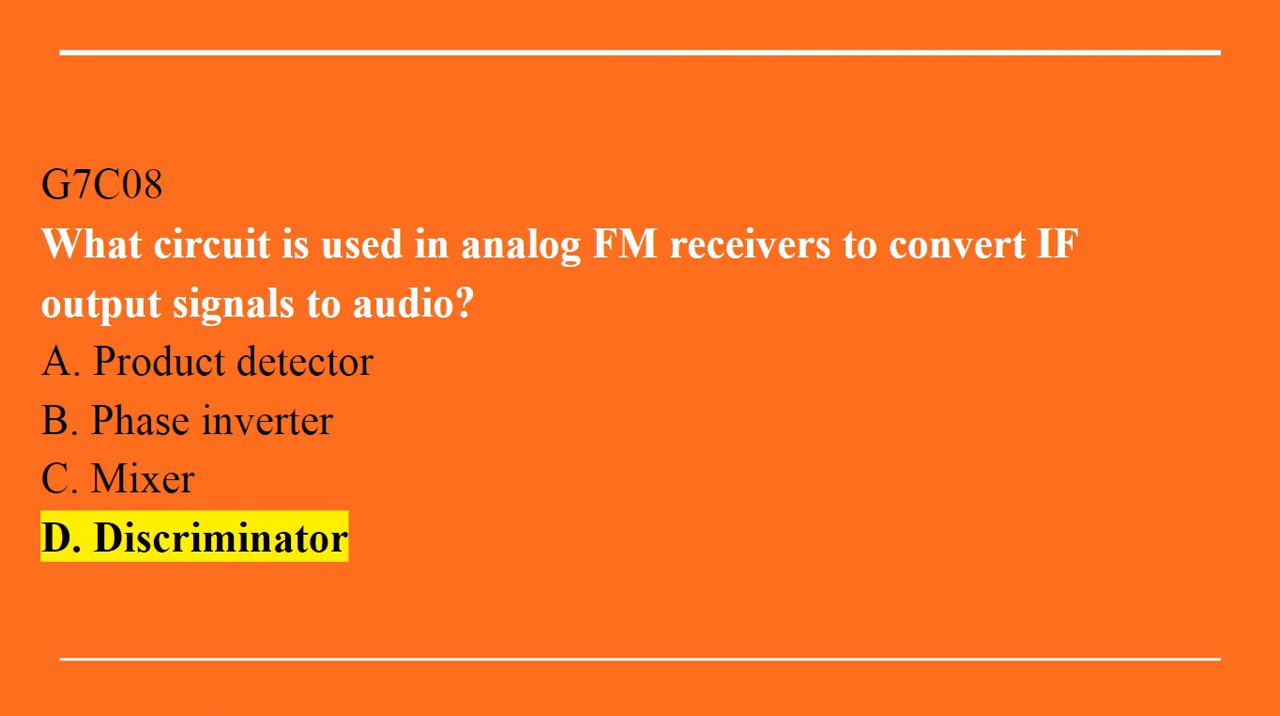 G7C08
What circuit is used in analog FM receivers to convert IF
output signals to audio?
A. Product detector
B. Phase inverter
C. Mixer
D. Discriminator